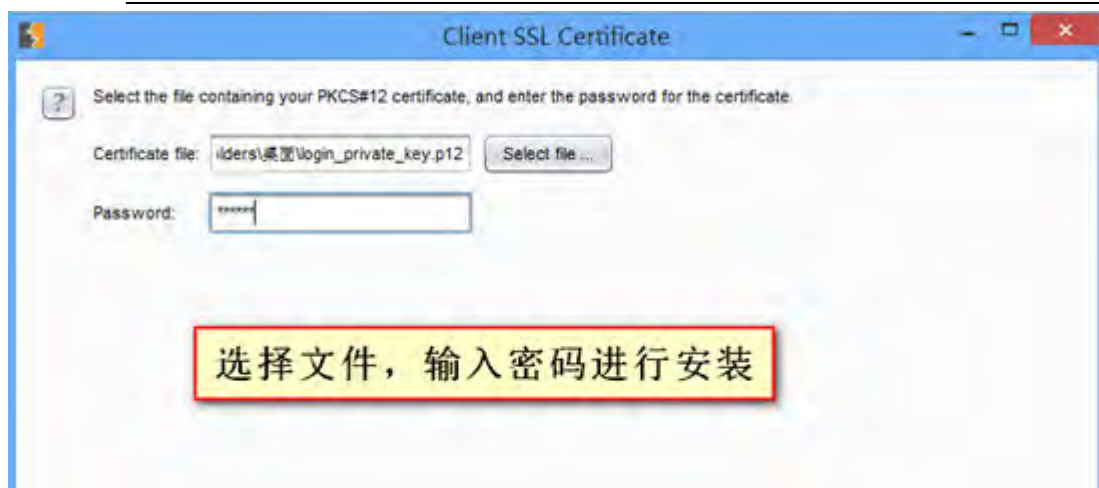 Client SSL Certificate
Select the file containing your PKCS#12 certificate, and enter the password for the certificate.
Certificate file: ılders\桌面\login_private_key.p12 Select file ...
Password: ******
选择文件，输入密码进行安装